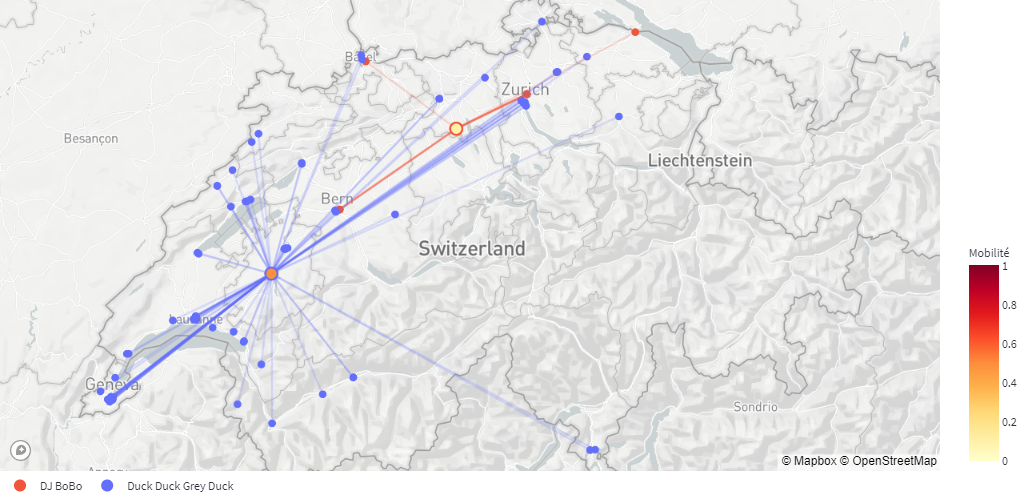 Basel
Zurich
Besançon
Liechtenstein
Bern
Switzerland
Mobilité
1
0.8
0.6
0.4
0.2
0
Lausanne
Geneva
Sondrio
Annecy
© Mapbox © OpenStreetMap
DJ BoBo
Duck Duck Grey Duck